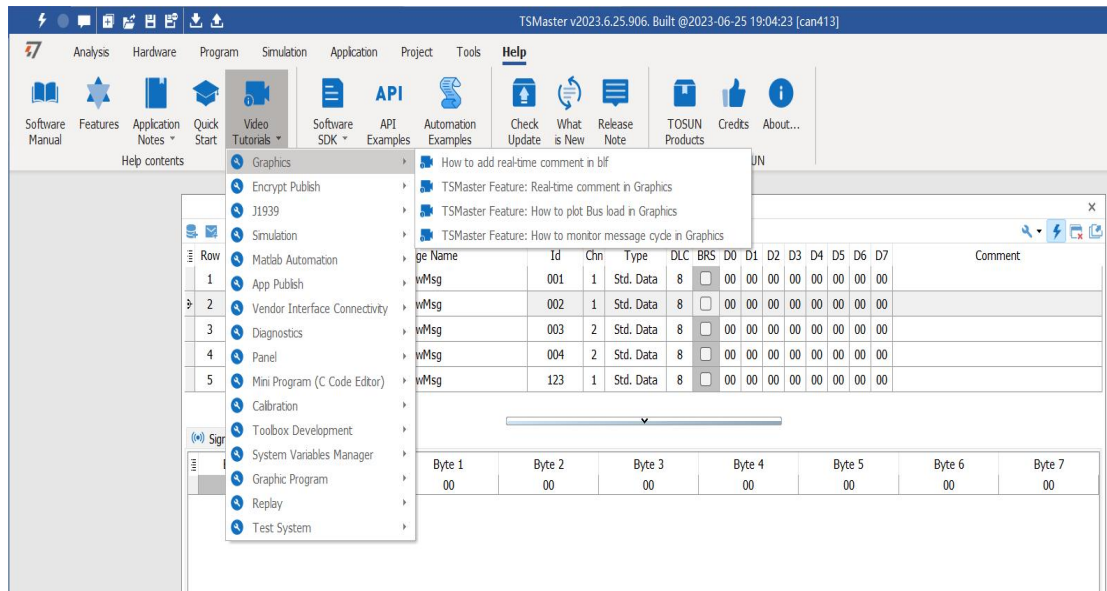 TSMaster v2023.6.25.906. Built @2023-06-25 19:04:23 [can413]
Analysis Hardware Program Simulation Application Project Tools Help
API
Software Manual Features Application Notes Quick Start Video Tutorials Software SDK API Examples Automation Examples Check Update What is New Release Note TOSUN Products Credits About...
Help contents
UN
Graphics
Encrypt Publish
J1939
Simulation
Matlab Automation
App Publish
Vendor Interface Connectivity
Diagnostics
Panel
Mini Program (C Code Editor)
Calibration
Toolbox Development
System Variables Manager
Graphic Program
Replay
Test System
How to add real-time comment in blf
TSMaster Feature: Real-time comment in Graphics
TSMaster Feature: How to plot Bus load in Graphics
TSMaster Feature: How to monitor message cycle in Graphics
Row ge Name Id Chn Type DLC BRS D0 D1 D2 D3 D4 D5 D6 D7 Comment
1 wMsg 001 1 Std. Data 8 00 00 00 00 00 00 00 00
2 wMsg 002 1 Std. Data 8 00 00 00 00 00 00 00 00
3 wMsg 003 2 Std. Data 8 00 00 00 00 00 00 00 00
4 wMsg 004 2 Std. Data 8 00 00 00 00 00 00 00 00
5 wMsg 123 1 Std. Data 8 00 00 00 00 00 00 00 00
Sigr
Byte 1 Byte 2 Byte 3 Byte 4 Byte 5 Byte 6 Byte 7
00 00 00 00 00 00 00